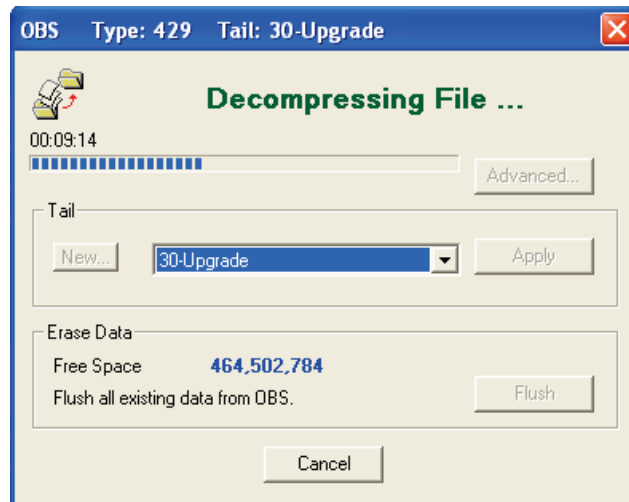 OBS Type: 429 Tail: 30-Upgrade
Decompressing File ...
00:09:14
Advanced...
Tail
New... 30-Upgrade Apply
Erase Data
Free Space 464,502,784
Flush all existing data from OBS.
Flush
Cancel